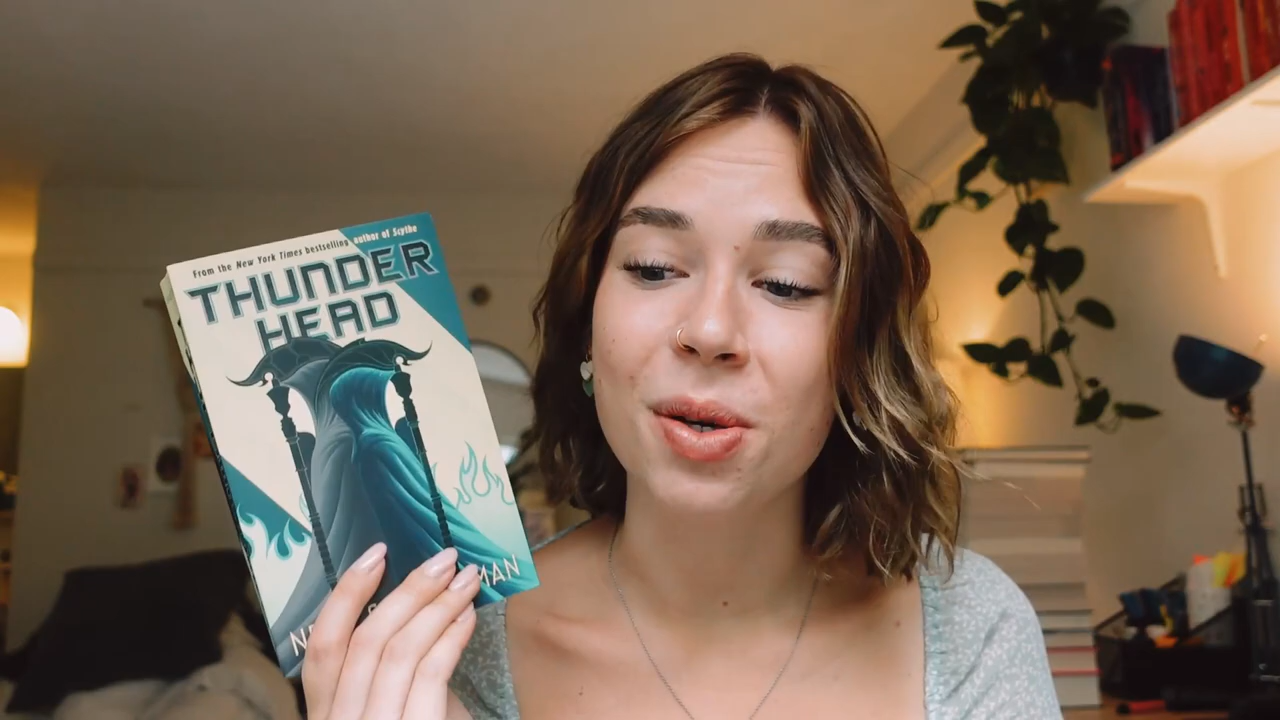 From the New York Times bestselling author of Scythe
THUNDER
HEAD